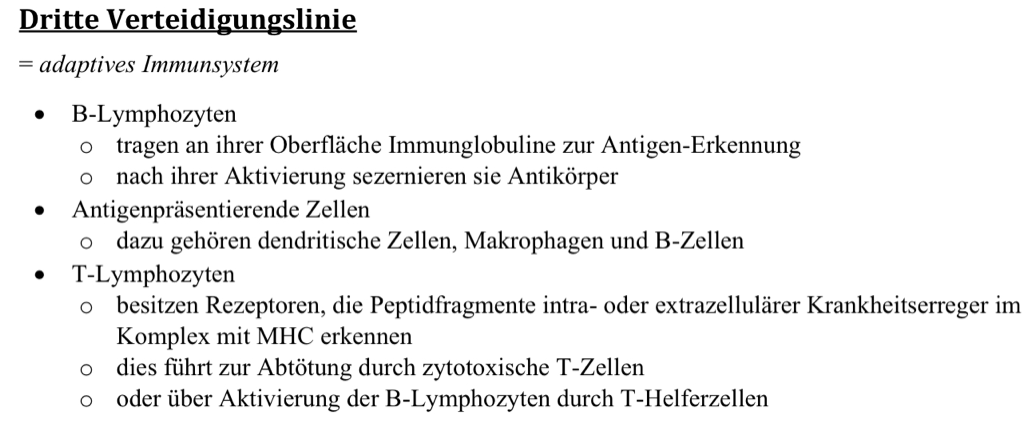 Dritte Verteidigungslinie
= adaptives Immunsystem
• B-Lymphozyten
o tragen an ihrer Oberfläche Immunglobuline zur Antigen-Erkennung
o nach ihrer Aktivierung sezernieren sie Antikörper
• Antigenpräsentierende Zellen
o dazu gehören dendritische Zellen, Makrophagen und B-Zellen
• T-Lymphozyten
o besitzen Rezeptoren, die Peptidfragmente intra- oder extrazellulärer Krankheitserreger im
Komplex mit MHC erkennen
o dies führt zur Abtötung durch zytotoxische T-Zellen
o oder über Aktivierung der B-Lymphozyten durch T-Helferzellen